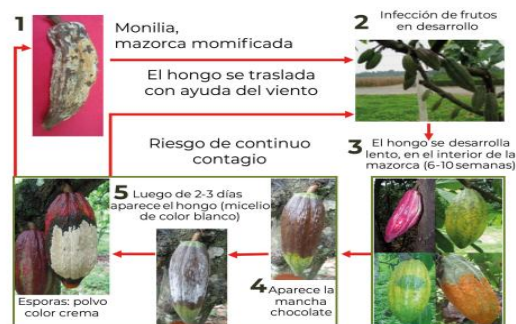 1
Monilia,
mazorca momificada
El hongo se traslada
con ayuda del viento
2
Infección de frutos
en desarrollo
Riesgo de continuo
contagio
3
El hongo se desarrolla
lento, en el interior de la
mazorca (6-10 semanas)
4
Aparece la
mancha
chocolate
5
Luego de 2-3 días
aparece el hongo (micelio
de color blanco)
Esporas: polvo
color crema